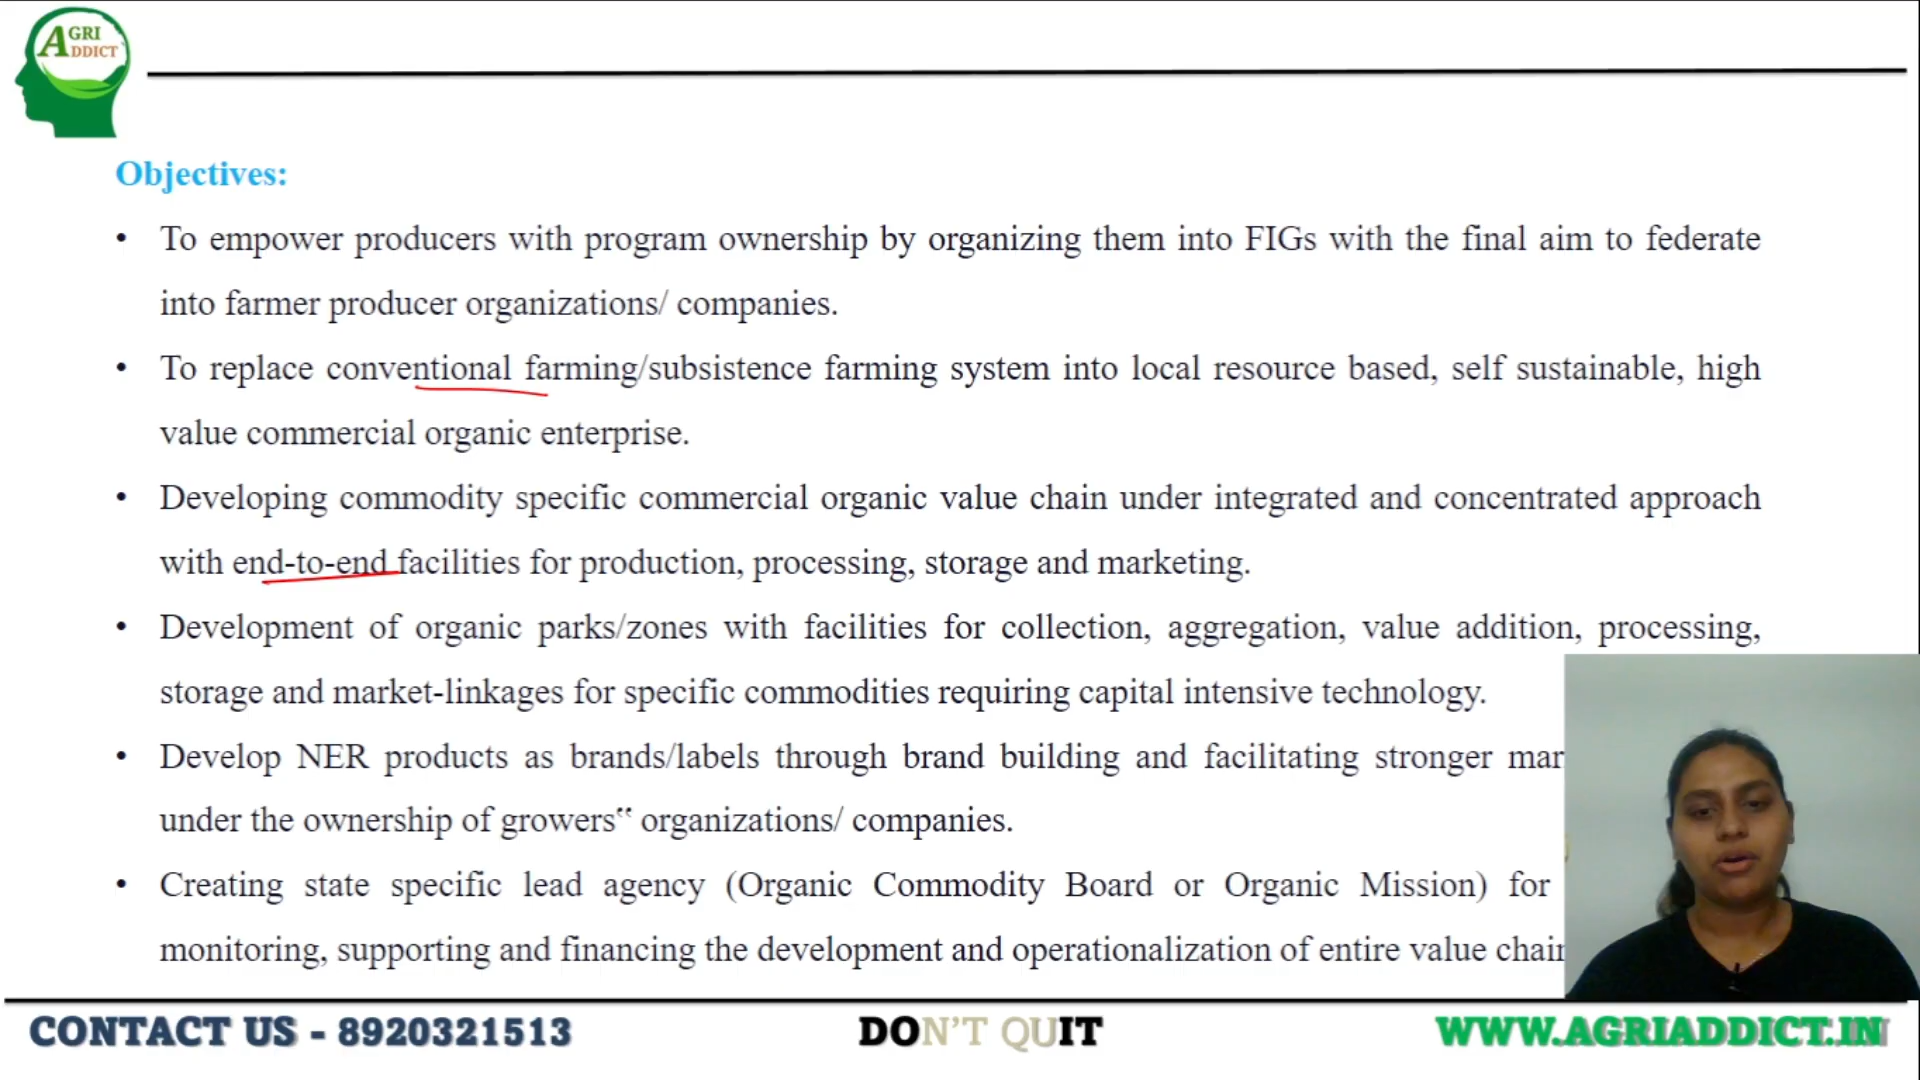 AGRI
ADDICT
Objectives:
• To empower producers with program ownership by organizing them into FIGs with the final aim to federate
into farmer producer organizations/ companies.
• To replace conventional farming/subsistence farming system into local resource based, self sustainable, high
value commercial organic enterprise.
• Developing commodity specific commercial organic value chain under integrated and concentrated approach
with end-to-end facilities for production, processing, storage and marketing.
• Development of organic parks/zones with facilities for collection, aggregation, value addition, processing,
storage and market-linkages for specific commodities requiring capital intensive technology.
• Develop NER products as brands/labels through brand building and facilitating stronger
under the ownership of growers‟ organizations/ companies.
• Creating state specific lead agency (Organic Commodity Board or Organic Mission) for
monitoring, supporting and financing the development and operationalization of entire value
CONTACT US - 8920321513
DON'T QUIT
WWW.AGRIADDICT.IN